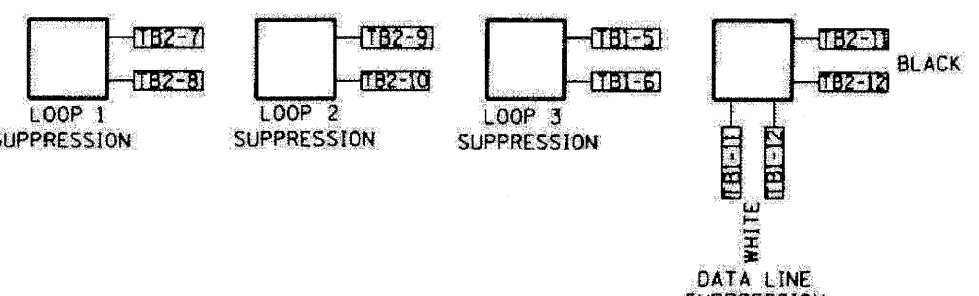 TB2-7
TB2-8
LOOP 1
SUPPRESSION
TB2-9
TB2-10
LOOP 2
SUPPRESSION
TB1-5
TB1-6
LOOP 3
SUPPRESSION
TB2-11
TB2-12
BLACK
TB1-11
TB1-12
WHITE
DATA LINE
SUPPRESSION